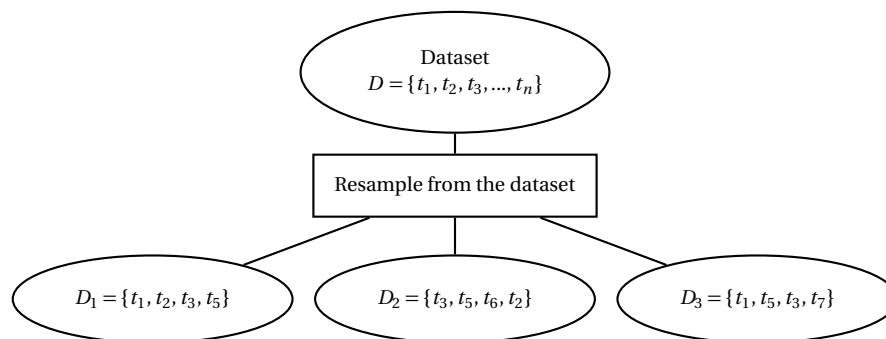 Dataset
D = {t₁, t₂, t₃, ..., tₙ}
Resample from the dataset
D₁ = {t₁, t₂, t₃, t₅}
D₂ = {t₃, t₅, t₆, t₂}
D₃ = {t₁, t₅, t₃, t₇}